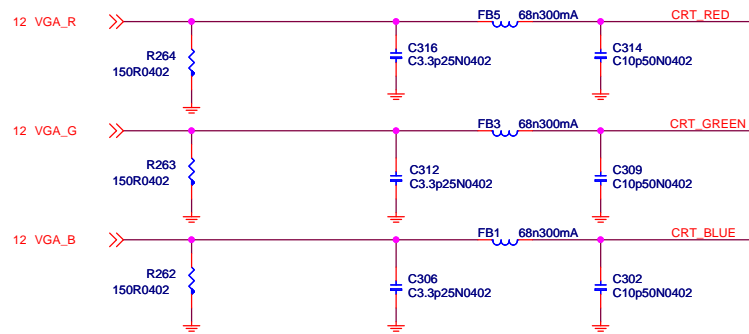 FB5 68n300mA CRT_RED
12 VGA_R
R264
150R0402
C316
C3.3p25N0402
C314
C10p50N0402
FB3 68n300mA CRT_GREEN
12 VGA_G
R263
150R0402
C312
C3.3p25N0402
C309
C10p50N0402
FB1 68n300mA CRT_BLUE
12 VGA_B
R262
150R0402
C306
C3.3p25N0402
C302
C10p50N0402